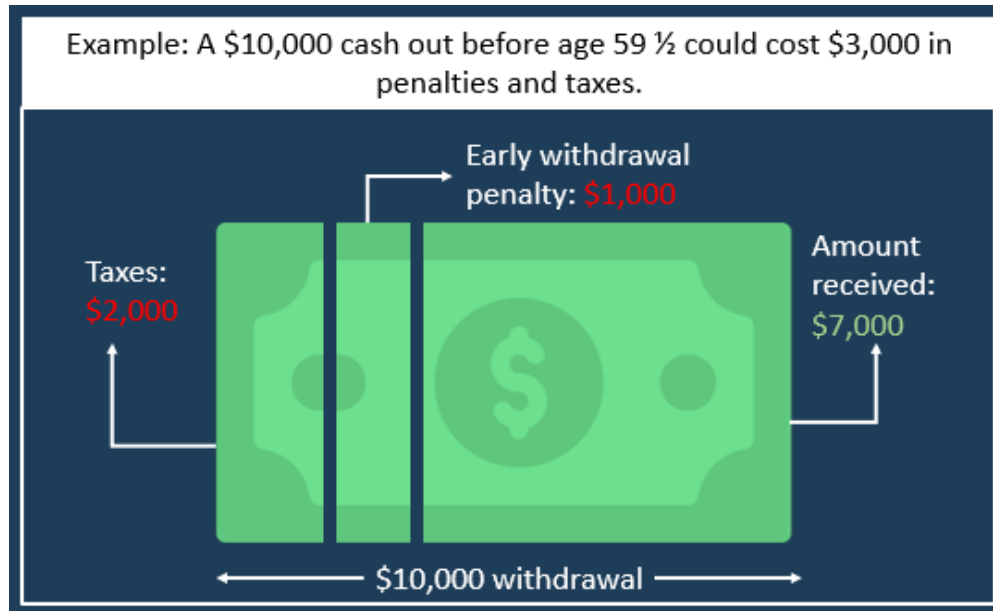 Example: A $10,000 cash out before age 59 ½ could cost $3,000 in
penalties and taxes.
Early withdrawal
penalty: $1,000
Taxes:
$2,000
Amount
received:
$7,000
$
$10,000 withdrawal